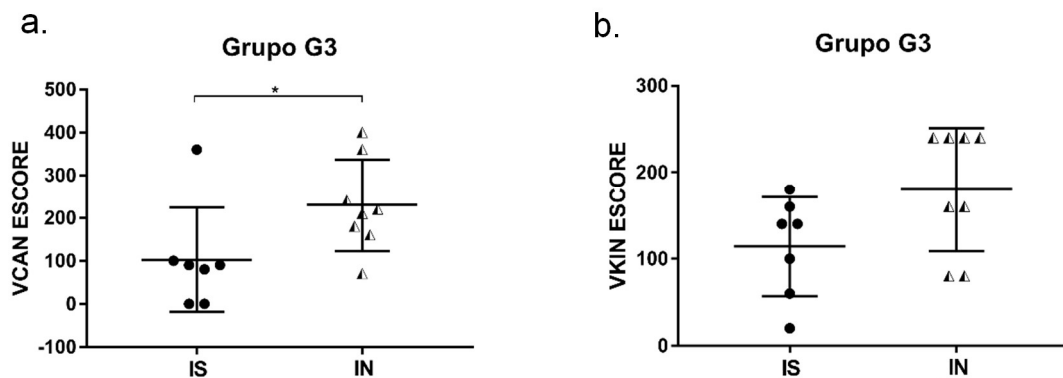 a.
Grupo G3
*
VCAN ESCORE
500
400
300
200
100
0
-100
IS
IN
b.
Grupo G3
VKIN ESCORE
300
200
100
0
IS
IN